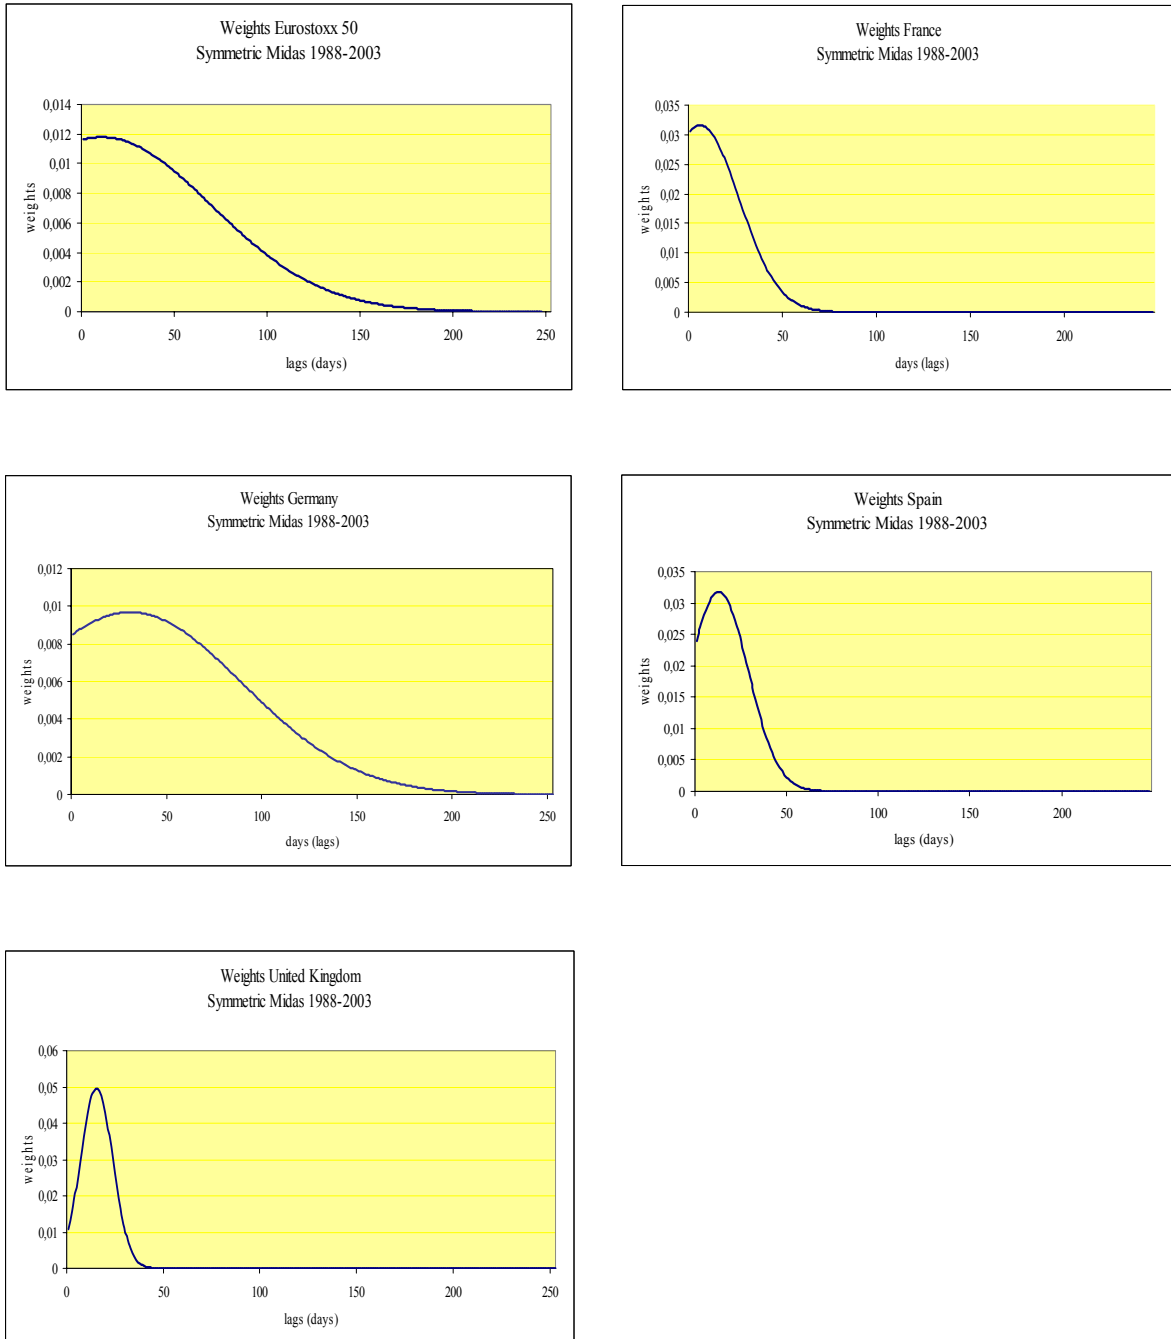 Weights Eurostoxx 50
Symmetric Midas 1988-2003
0,014
0,012
0,01
0,008
0,006
0,004
0,002
0
weights
0 50 100 150 200 250
lags (days)
Weights France
Symmetric Midas 1988-2003
0,035
0,03
0,025
0,02
0,015
0,01
0,005
0
weights
0 50 100 150 200
days (lags)
Weights Germany
Symmetric Midas 1988-2003
0,012
0,01
0,008
0,006
0,004
0,002
0
weights
0 50 100 150 200 250
days (lags)
Weights Spain
Symmetric Midas 1988-2003
0,035
0,03
0,025
0,02
0,015
0,01
0,005
0
weights
0 50 100 150 200
lags (days)
Weights United Kingdom
Symmetric Midas 1988-2003
0,06
0,05
0,04
0,03
0,02
0,01
0
weights
0 50 100 150 200 250
lags (days)